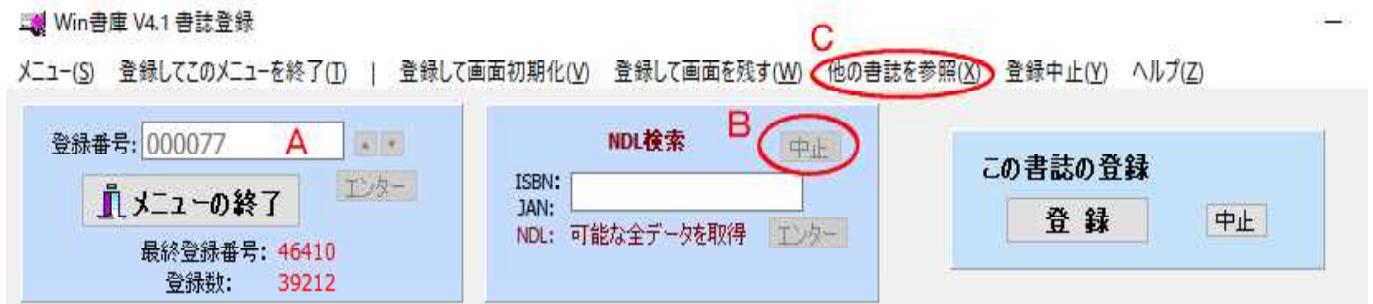 Win書庫 V4.1 書誌登録
C
メニュー(S) 登録してこのメニューを終了(T) | 登録して画面初期化(V) 登録して画面を残す(W) 他の書誌を参照(X) 登録中止(Y) ヘルプ(Z)
登録番号: 000077 A
エンター
メニューの終了
最終登録番号: 46410
登録数: 39212
NDL検索 B 中止
ISBN:
JAN:
NDL: 可能な全データを取得 エンター
この書誌の登録
登 録 中止